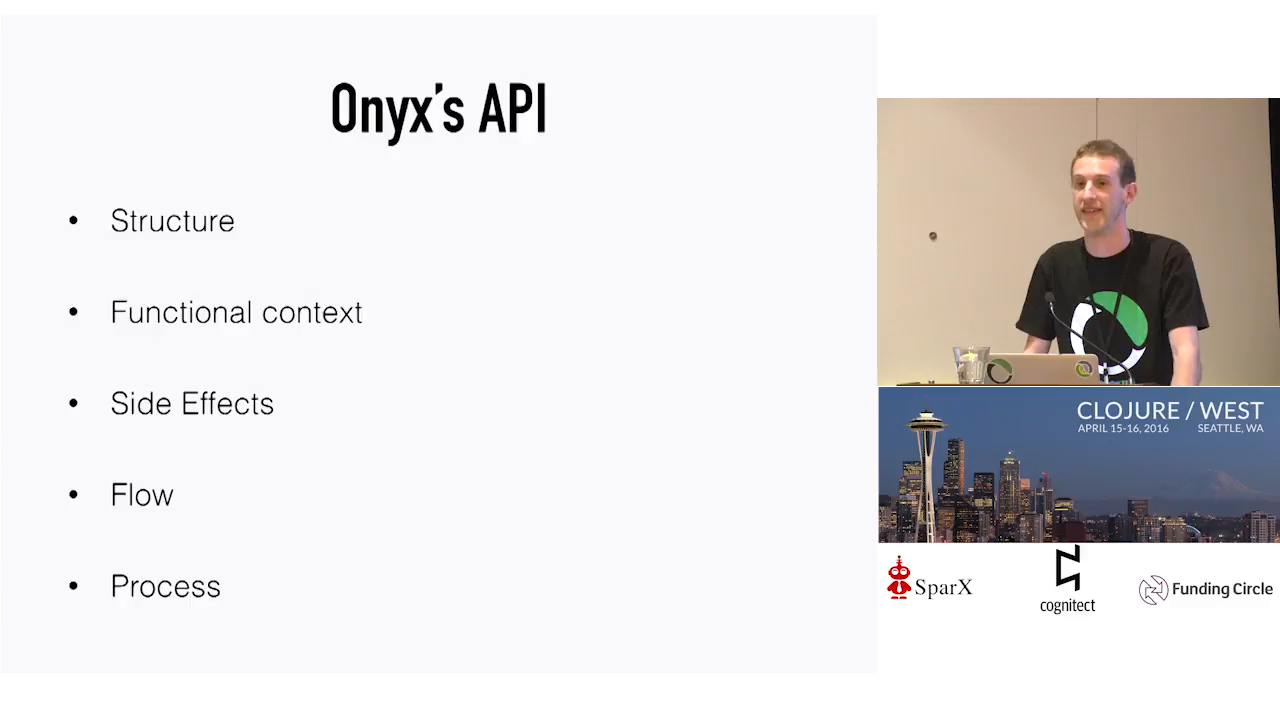 Onyx's API
• Structure
• Functional context
• Side Effects
• Flow
• Process
CLOJURE / WEST
APRIL 15-16, 2016 SEATTLE, WA
SparX
cognitect
Funding Circle